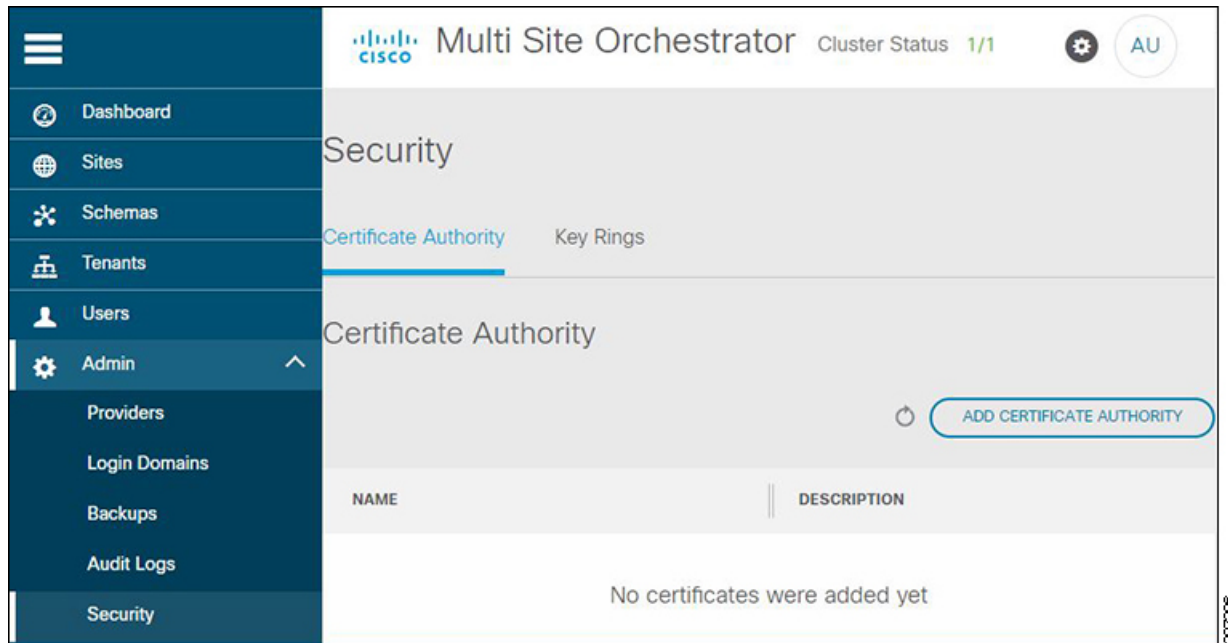 CISCO Multi Site Orchestrator Cluster Status 1/1 AU
Dashboard
Sites
Schemas
Tenants
Users
Admin
Providers
Login Domains
Backups
Audit Logs
Security
Security
Certificate Authority Key Rings
Certificate Authority
ADD CERTIFICATE AUTHORITY
NAME DESCRIPTION
No certificates were added yet